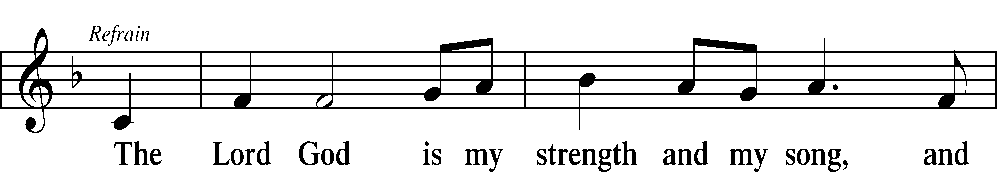 Refrain
The Lord God is my strength and my song, and